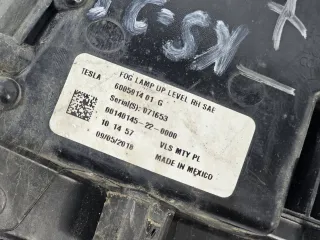 FOG LAMP UP LEVEL RH SAE
TESLA
6005914 01 G
Serial(S): 071653
00140145-22-0000
10 14 57
09/05/2018
VLS MTY PL
MADE IN MEXICO